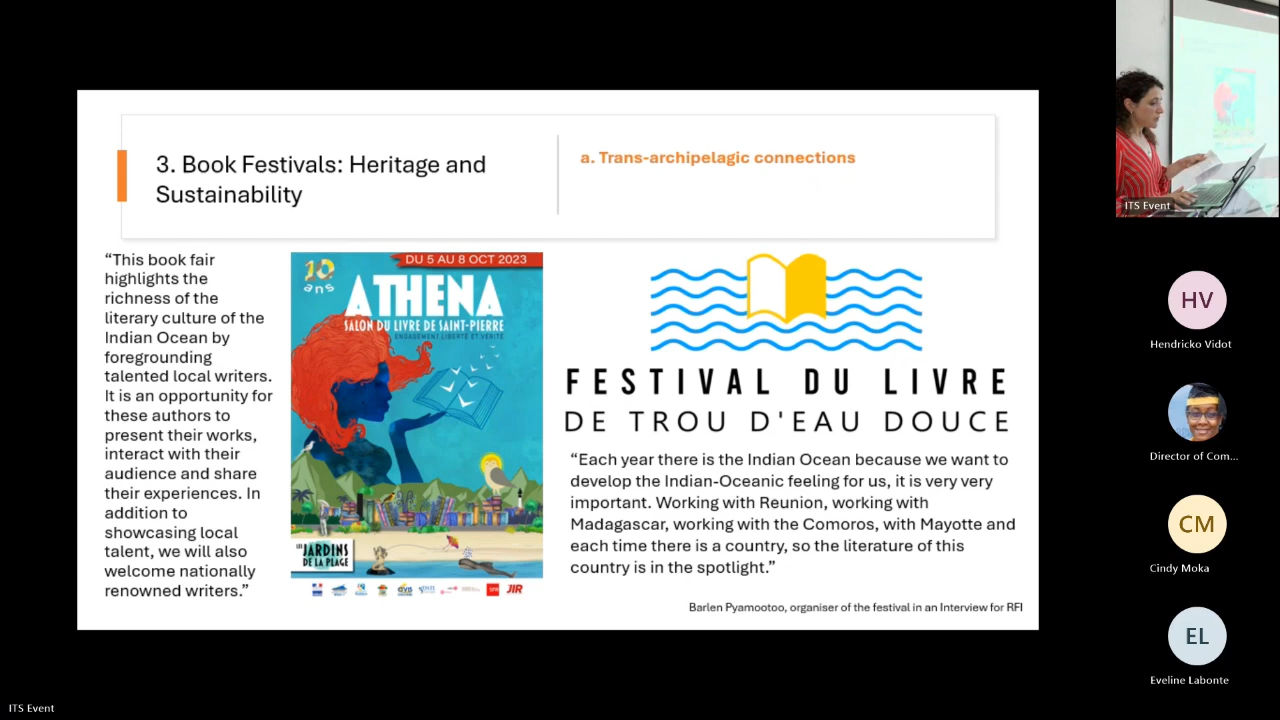 3. Book Festivals: Heritage and
Sustainability
a. Trans-archipelagic connections
“This book fair
highlights the
richness of the
literary culture of the
Indian Ocean by
foregrounding
talented local writers.
It is an opportunity for
these authors to
present their works,
interact with their
audience and share
their experiences. In
addition to
showcasing local
talent, we will also
welcome nationally
renowned writers.”
DU 5 AU 8 OCT 2023
10
ans
ATHENA
SALON DU LIVRE DE SAINT-PIERRE
ENGAGEMENT LIBERTÉ ET VÉRITÉ
LES
JARDINS
DE LA PLAGE
JIR
FESTIVAL DU LIVRE
DE TROU D'EAU DOUCE
“Each year there is the Indian Ocean because we want to
develop the Indian-Oceanic feeling for us, it is very very
important. Working with Reunion, working with
Madagascar, working with the Comoros, with Mayotte and
each time there is a country, so the literature of this
country is in the spotlight.”
Barlen Pyamootoo, organiser of the festival in an Interview for RFI
ITS Event
HV
Hendricko Vidot
Director of Com...
CM
Cindy Moka
EL
Eveline Labonte
ITS Event